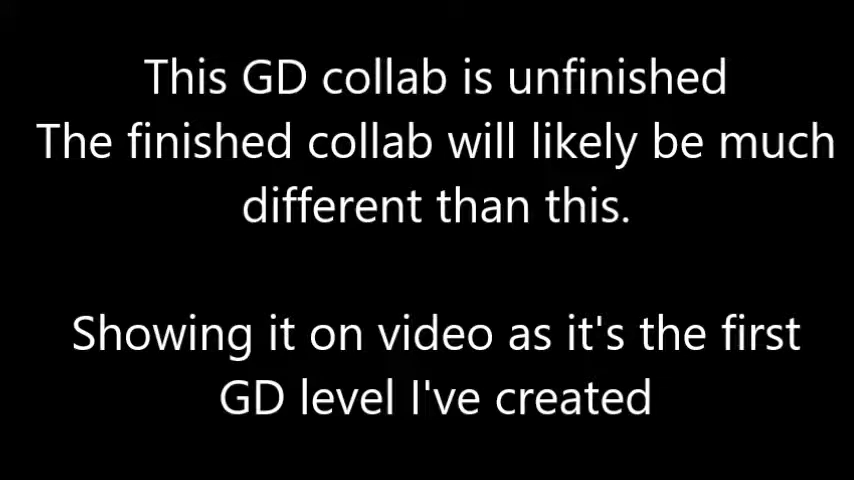 This GD collab is unfinished
The finished collab will likely be much
different than this.
Showing it on video as it's the first
GD level I've created